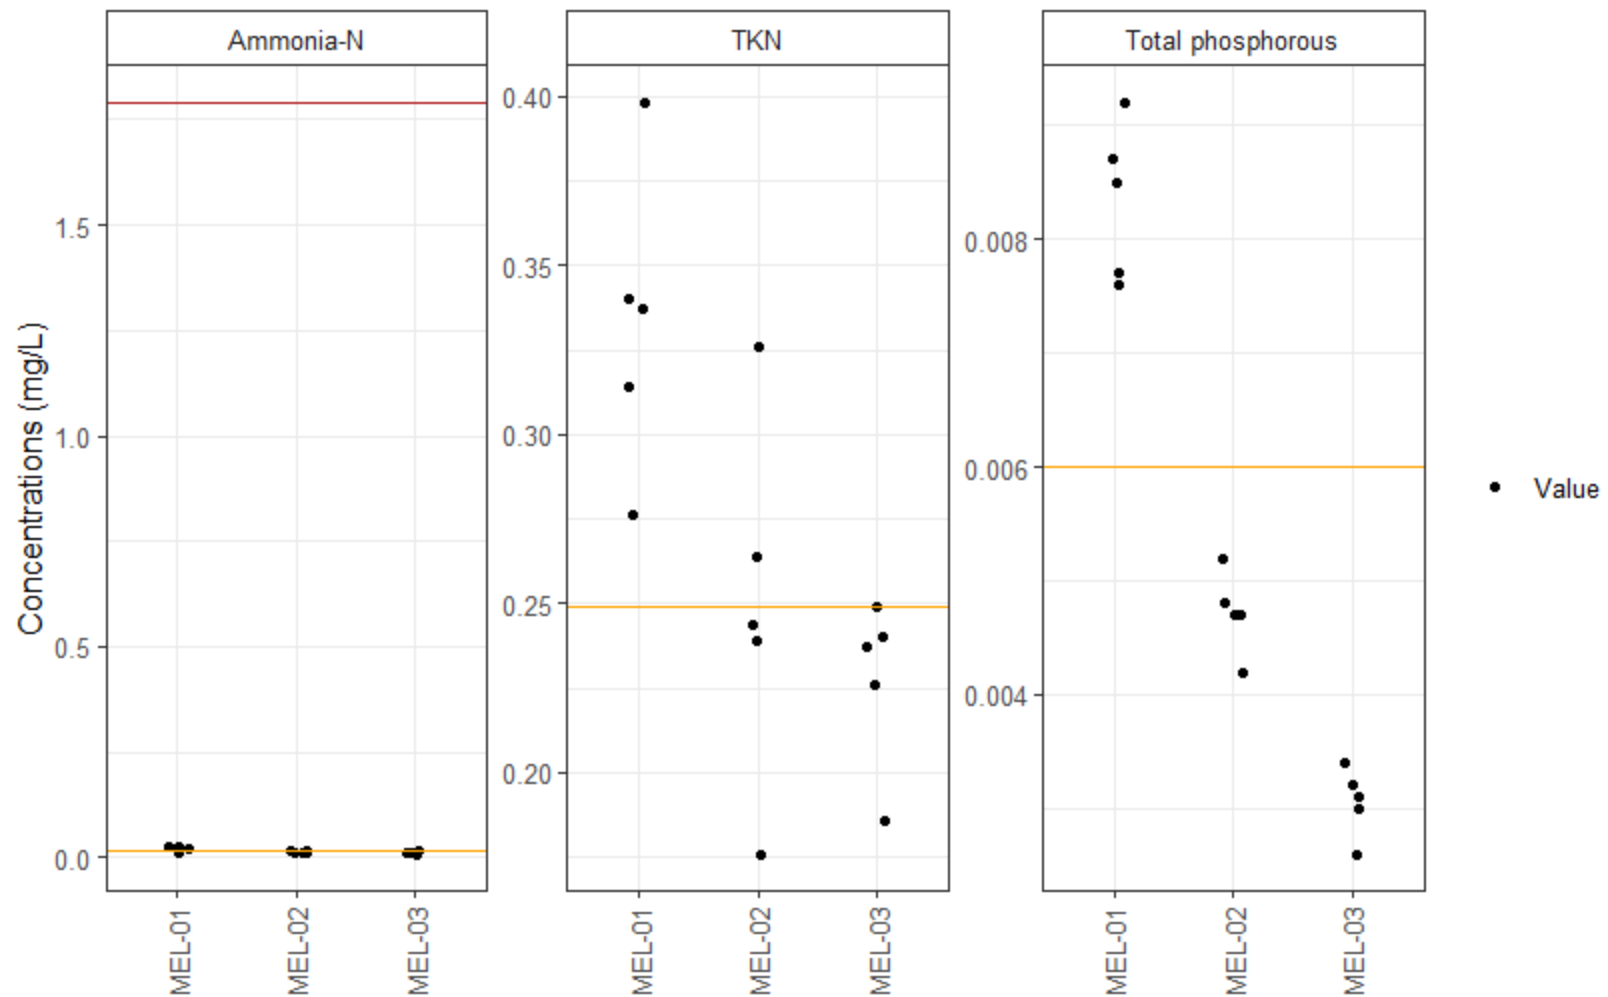 Ammonia-N
TKN
Total phosphorous
Concentrations (mg/L)
1.5
1.0
0.5
0.0
0.40
0.35
0.30
0.25
0.20
0.008
0.006
0.004
MEL-01
MEL-02
MEL-03
MEL-01
MEL-02
MEL-03
MEL-01
MEL-02
MEL-03
Value